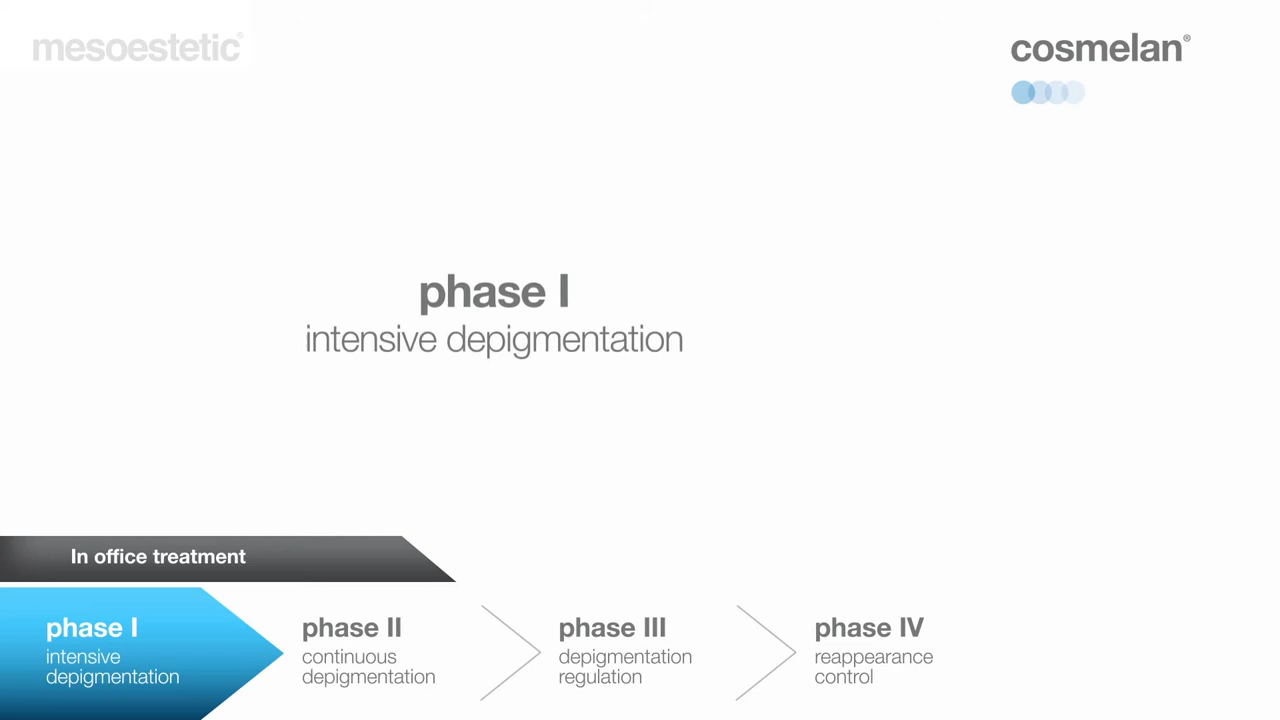 mesoestetic®
cosmelan®
phase I
intensive depigmentation
In office treatment
phase I
intensive
depigmentation
phase II
continuous
depigmentation
phase III
depigmentation
regulation
phase IV
reappearance
control